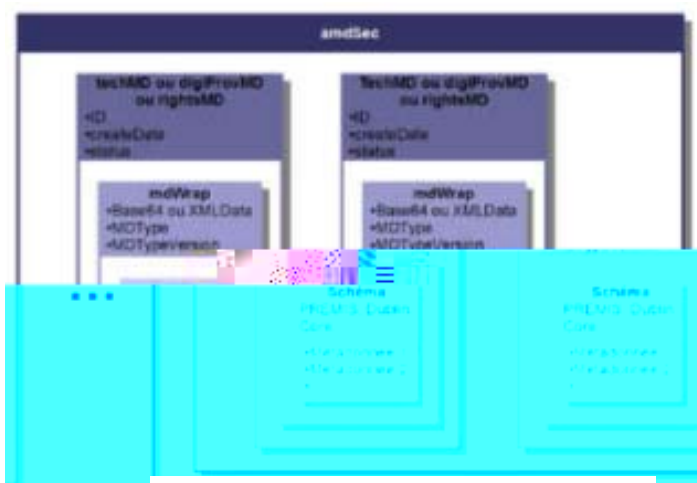 amdSec
techMD ou digiProvMD
ou rightsMD
•ID
•createDate
•status
mdWrap
•Base64 ou XMLData
•MDType
•MDTypeVersion
TechMD ou digiProvMD
ou rightsMD
•ID
•createDate
•status
mdWrap
•Base64 ou XMLData
•MDType
•MDTypeVersion
...
Schéma
PREMIS, Dublin
Core
Schéma
PREMIS, Dublin
Core